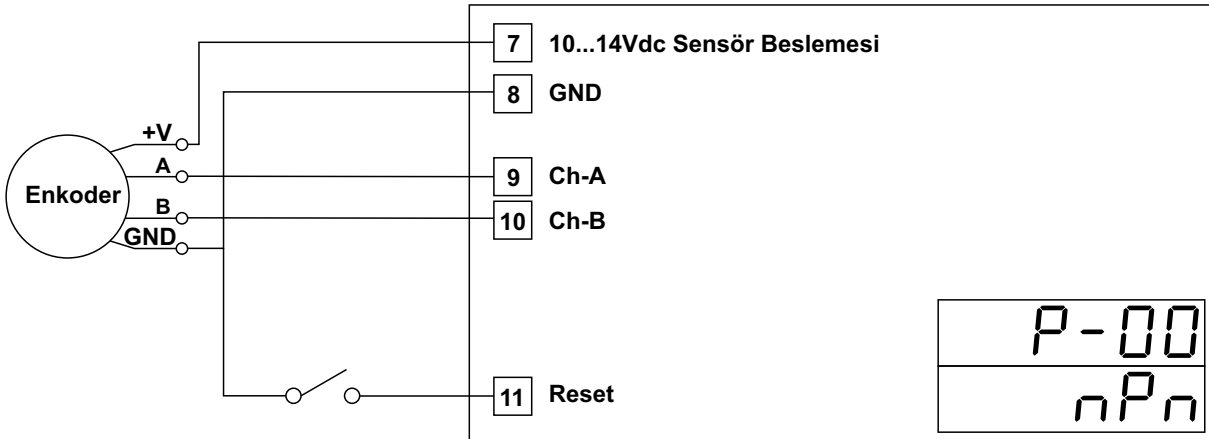 7 10...14Vdc Sensör Beslemesi
8 GND
+V
A
9 Ch-A
Enkoder
B
10 Ch-B
GND
P-00
nPn
11 Reset